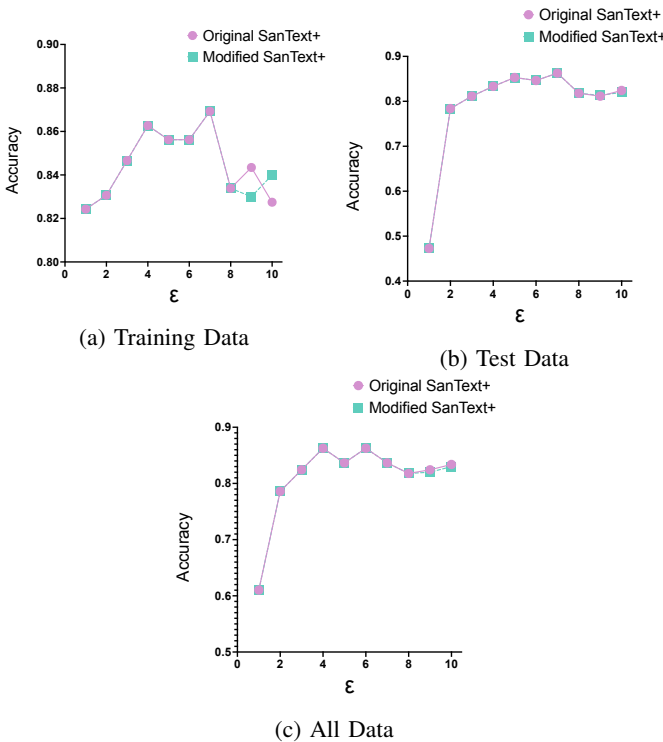 Original SanText+
Modified SanText+
0.90
0.88
0.86
0.84
0.82
0.80
0 2 4 6 8 10
Accuracy
ε
(a) Training Data
Original SanText+
Modified SanText+
0.9
0.8
0.7
0.6
0.5
0.4
0 2 4 6 8 10
Accuracy
ε
(b) Test Data
Original SanText+
Modified SanText+
0.9
0.8
0.7
0.6
0.5
0 2 4 6 8 10
Accuracy
ε
(c) All Data